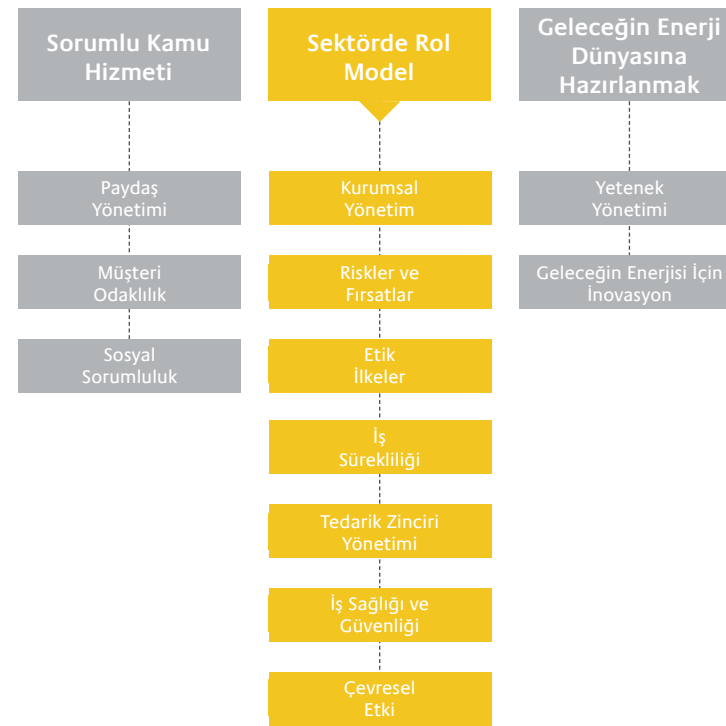 Sorumlu Kamu
Hizmeti
Paydaş
Yönetimi
Müşteri
Odaklılık
Sosyal
Sorumluluk
Sektörde Rol
Model
Kurumsal
Yönetim
Riskler ve
Fırsatlar
Etik
İlkeler
İş
Sürekliliği
Tedarik Zinciri
Yönetimi
İş Sağlığı ve
Güvenliği
Çevresel
Etki
Geleceğin Enerji
Dünyasına
Hazırlanmak
Yetenek
Yönetimi
Geleceğin Enerjisi İçin
İnovasyon